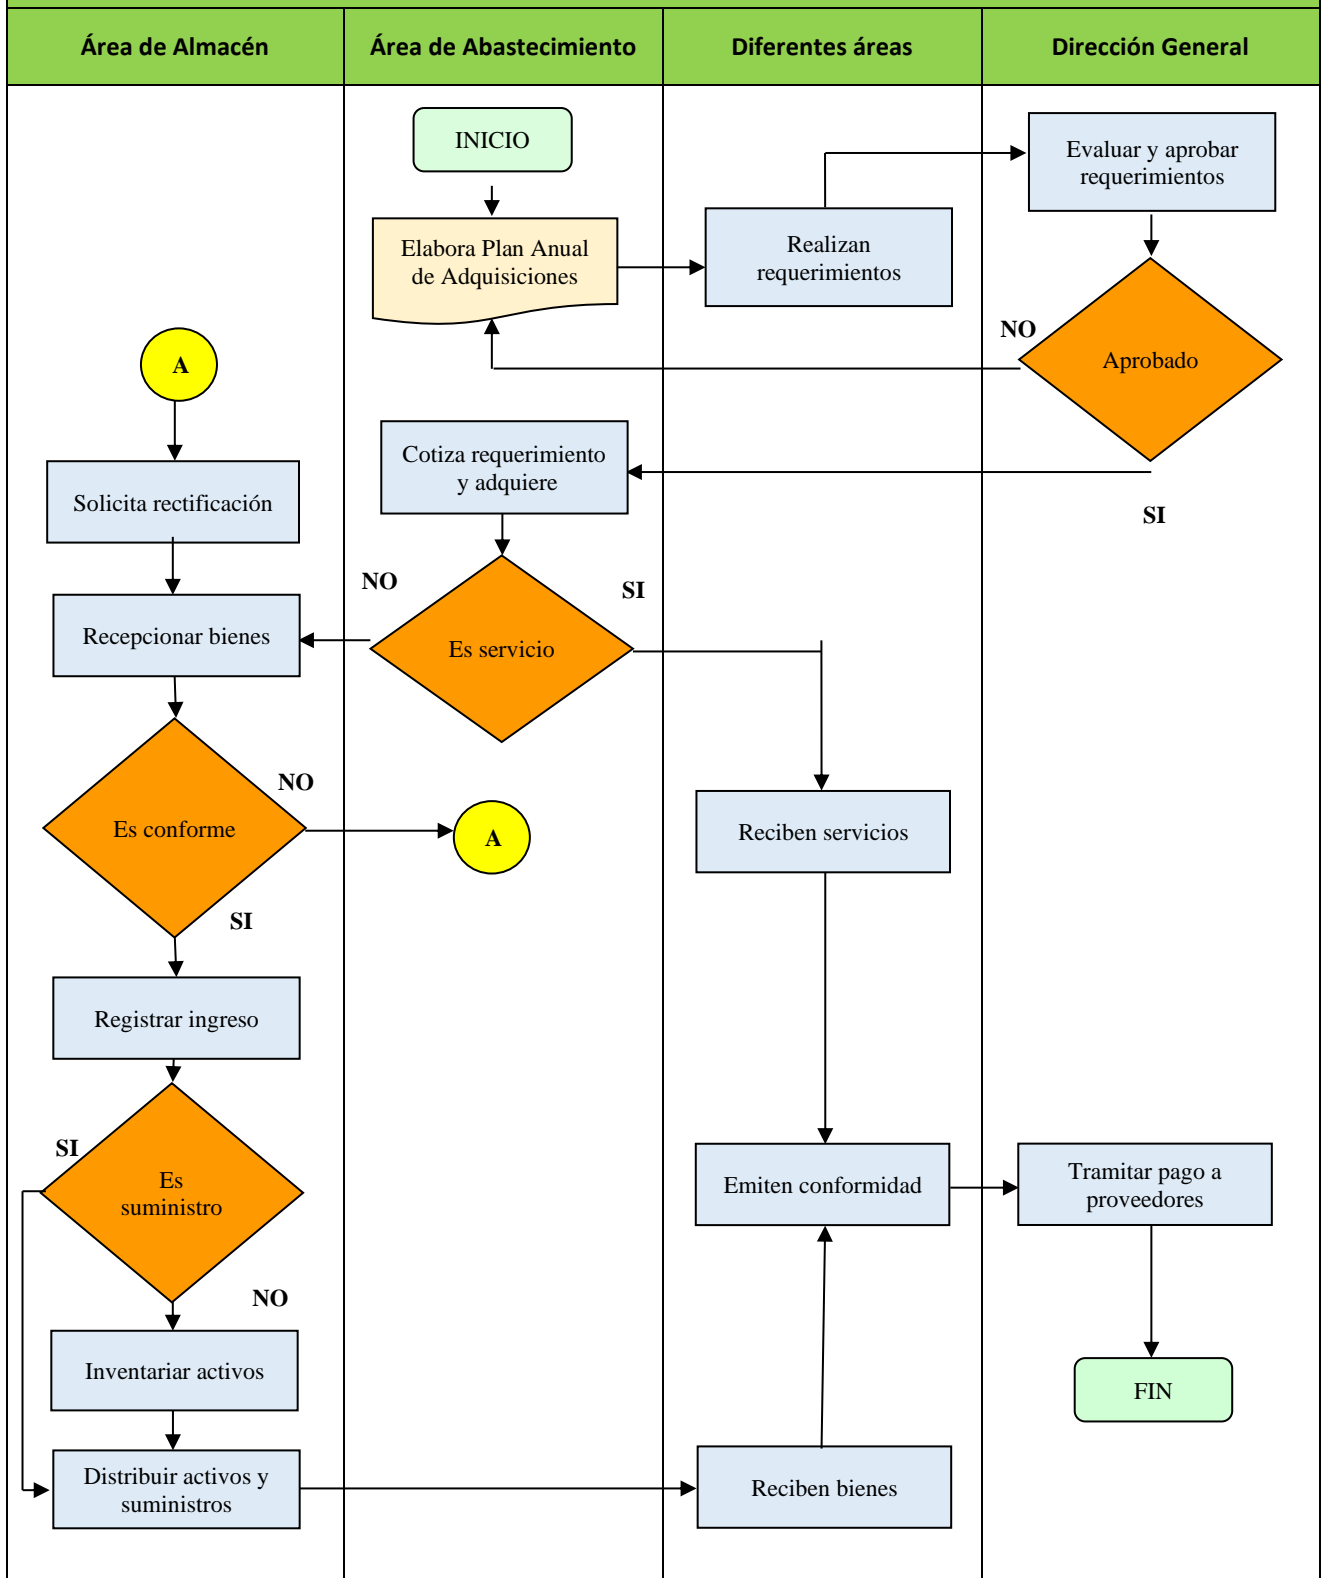 Área de Almacén
Área de Abastecimiento
Diferentes áreas
Dirección General
INICIO
Evaluar y aprobar
requerimientos
Elabora Plan Anual
de Adquisiciones
Realizan
requerimientos
NO
Aprobado
A
Cotiza requerimiento
y adquiere
Solicita rectificación
SI
NO
SI
Recepcionar bienes
Es servicio
NO
Es conforme
A
Reciben servicios
SI
Registrar ingreso
SI
Es
suministro
Emiten conformidad
Tramitar pago a
proveedores
NO
Inventariar activos
FIN
Distribuir activos y
suministros
Reciben bienes